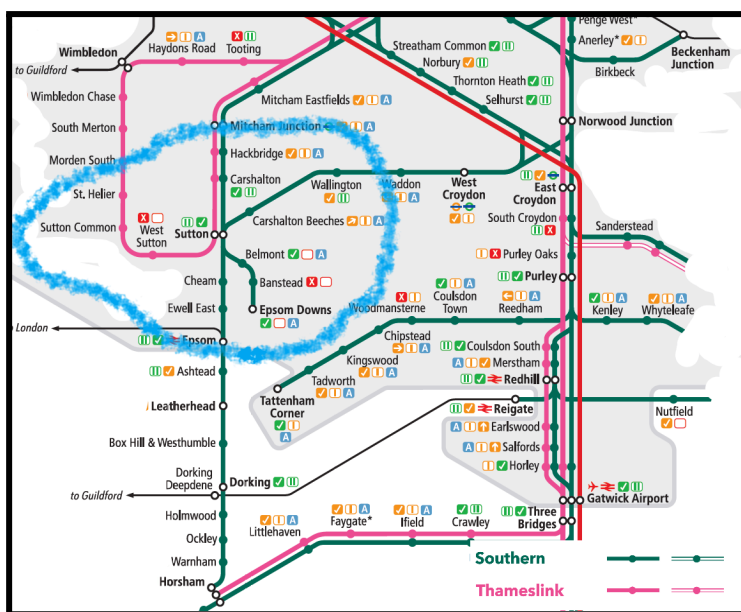 Penge West*
Wimbledon
Haydons Road
Tooting
Streatham Common
Anerley*
to Guildford
Norbury
Beckenham
Junction
Birkbeck
Thornton Heath
Wimbledon Chase
Mitcham Eastfields
Selhurst
South Merton
Mitcham Junction
Norwood Junction
Hackbridge
Morden South
Carshalton
Wallington
Waddon
West
Croydon
East
Croydon
St. Helier
Carshalton Beeches
South Croydon
Sutton Common
West
Sutton
Sutton
Sanderstead
Belmont
Purley Oaks
Cheam
Banstead
Purley
Ewell East
Epsom Downs
Woodmansterne
Coulsdon
Town
Reedham
Kenley
Whyteleafe
London
Epsom
Chipstead
Coulsdon South
Kingswood
Merstham
Ashtead
Tadworth
Redhill
Tattenham
Corner
Leatherhead
Reigate
Nutfield
Earlswood
Box Hill & Westhumble
Salfords
Horley
Dorking
Deepdene
Dorking
to Guildford
Gatwick Airport
Holmwood
Littlehaven
Faygate*
Ifield
Crawley
Three
Bridges
Ockley
Warnham
Horsham
Southern
Thameslink